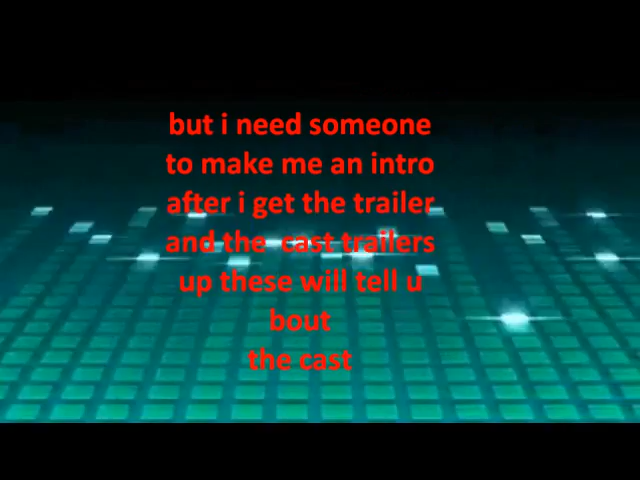 but i need someone
to make me an intro
after i get the trailer
and the  cast trailers
up these will tell u
bout
the cast